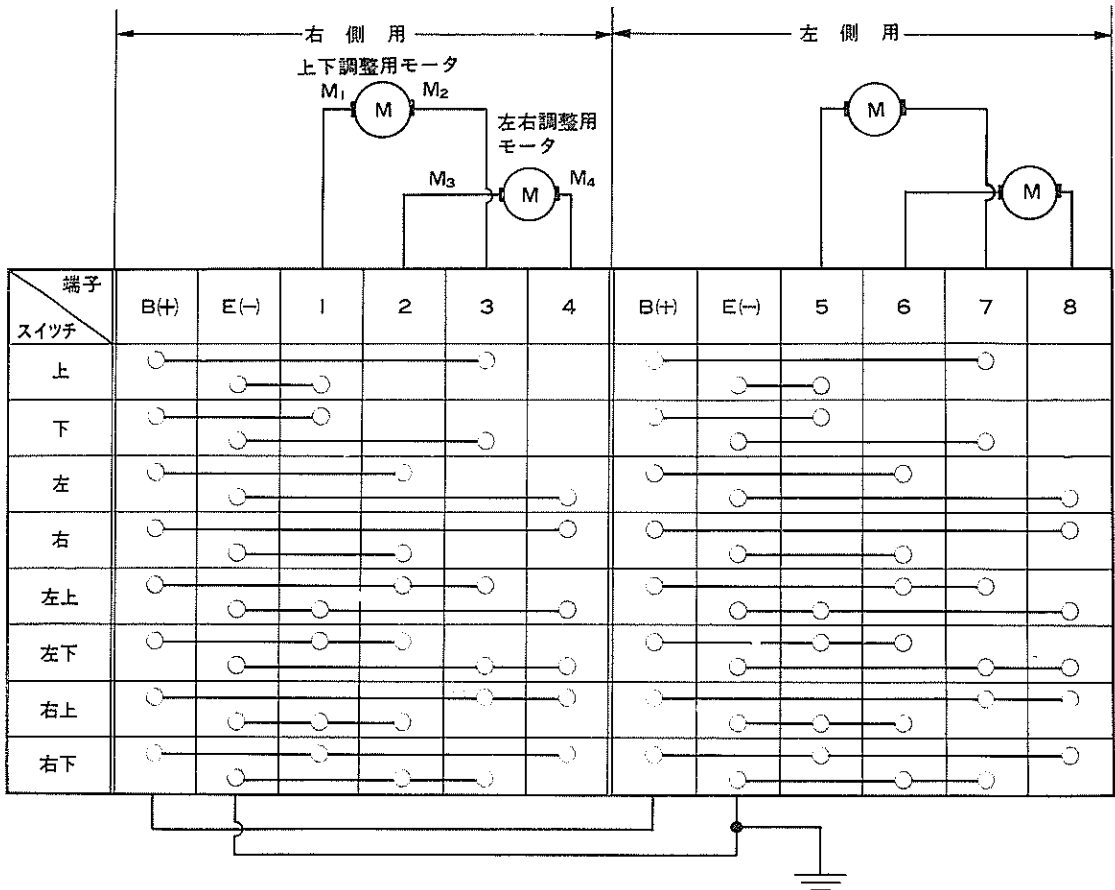 右側用 左側用
上下調整用モータ
M₁ M M₂ M
左右調整用
モータ
M₃ M M₄ M
端子
スイッチ
B(+) E(-) 1 2 3 4 B(+) E(-) 5 6 7 8
上
下
左
右
左上
左下
右上
右下